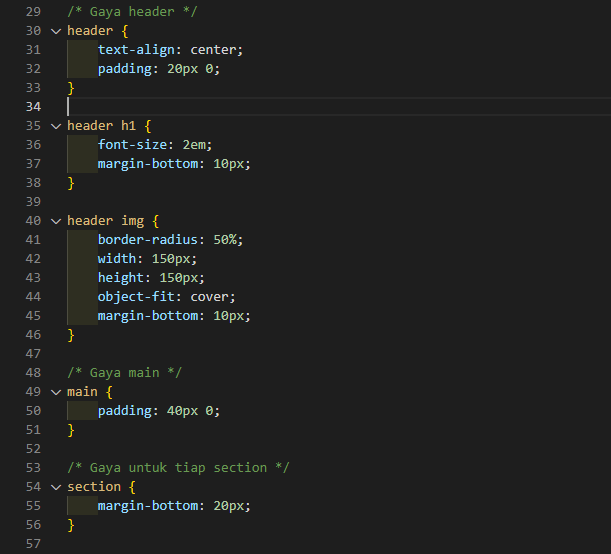 29 /* Gaya header */
30 header {
31     text-align: center;
32     padding: 20px 0;
33 }
34
35 header h1 {
36     font-size: 2em;
37     margin-bottom: 10px;
38 }
39
40 header img {
41     border-radius: 50%;
42     width: 150px;
43     height: 150px;
44     object-fit: cover;
45     margin-bottom: 10px;
46 }
47
48 /* Gaya main */
49 main {
50     padding: 40px 0;
51 }
52
53 /* Gaya untuk tiap section */
54 section {
55     margin-bottom: 20px;
56 }
57